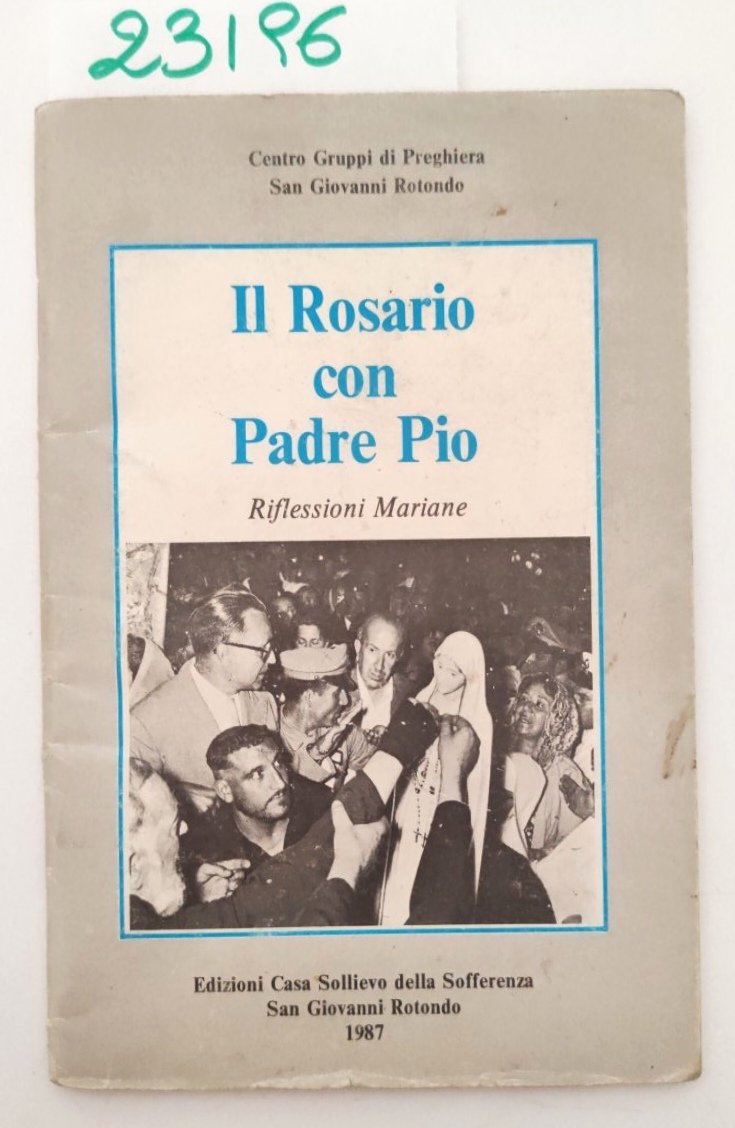 23196
Centro Gruppi di Preghiera
San Giovanni Rotondo
Il Rosario
con
Padre Pio
Riflessioni Mariane
Edizioni Casa Sollievo della Sofferenza
San Giovanni Rotondo
1987